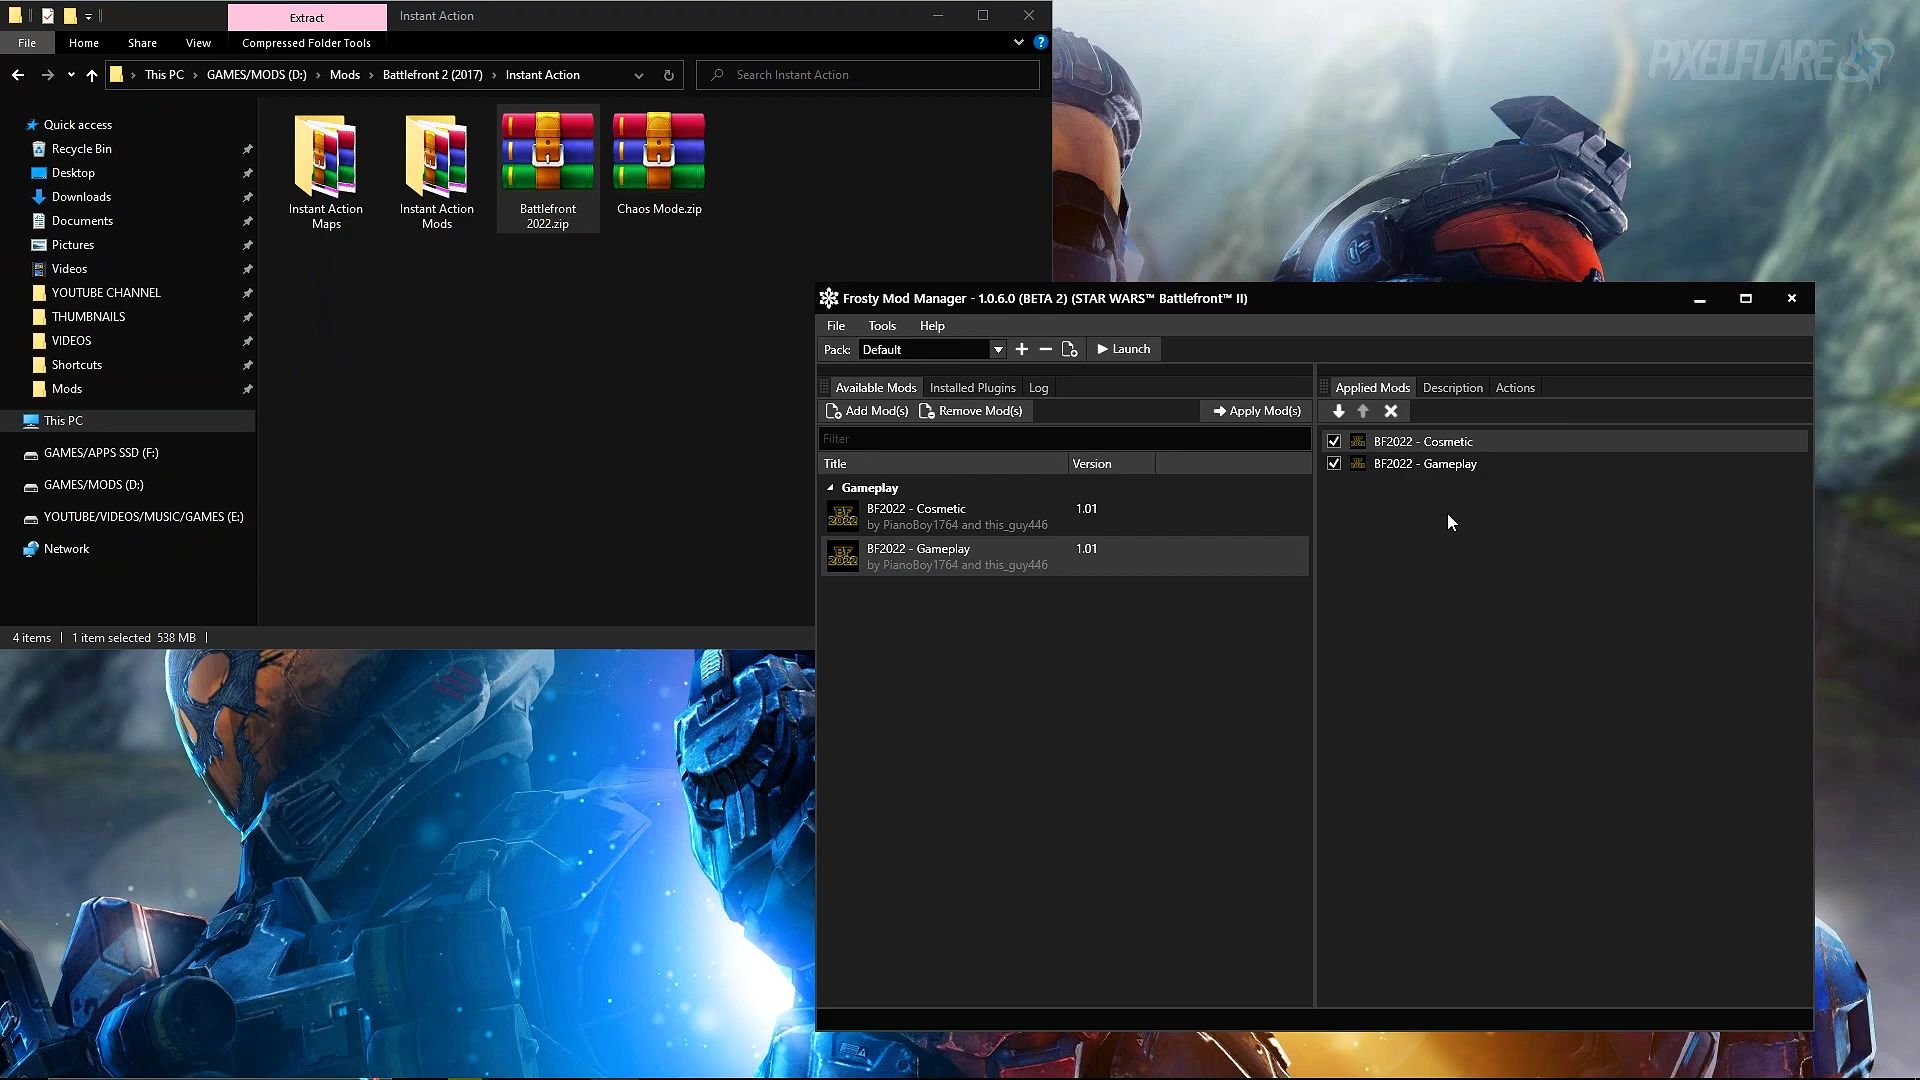 Extract
Instant Action
File
Home
Share
View
Compressed Folder Tools
This PC
GAMES/MODS (D:)
Mods
Battlefront 2 (2017)
Instant Action
Search Instant Action
PIXELFLARE
Quick access
Recycle Bin
Desktop
Downloads
Documents
Pictures
Videos
YOUTUBE CHANNEL
THUMBNAILS
VIDEOS
Shortcuts
Mods
This PC
GAMES/APPS SSD (F:)
GAMES/MODS (D:)
YOUTUBE/VIDEOS/MUSIC/GAMES (E:)
Network
Instant Action
Maps
Instant Action
Mods
Battlefront
2022.zip
Chaos Mode.zip
4 items
1 item selected 538 MB
Frosty Mod Manager - 1.0.6.0 (BETA 2) (STAR WARS™ Battlefront™ II)
File
Tools
Help
Pack:
Default
Launch
Available Mods
Installed Plugins
Log
Add Mod(s)
Remove Mod(s)
Apply Mod(s)
Filter
Title
Version
Gameplay
BF
2022
BF2022 - Cosmetic
1.01
by PianoBoy1764 and this_guy446
BF
2022
BF2022 - Gameplay
1.01
by PianoBoy1764 and this_guy446
Applied Mods
Description
Actions
BF2022 - Cosmetic
BF2022 - Gameplay